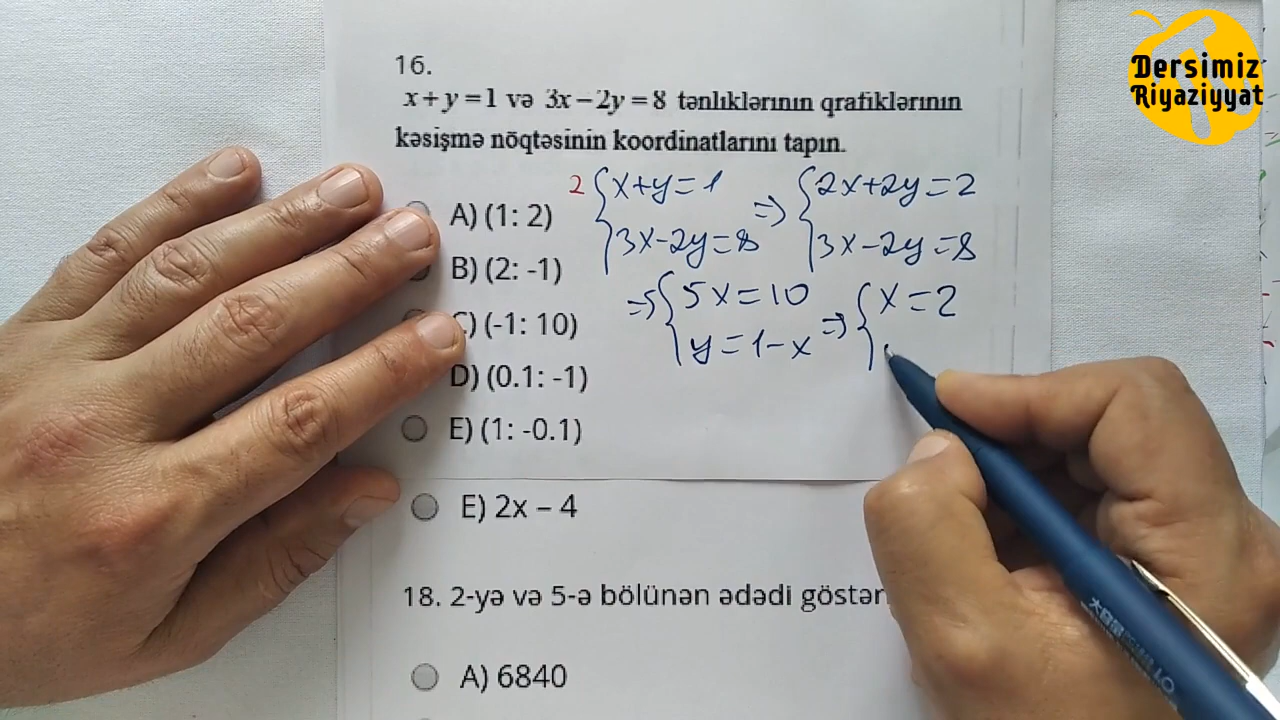 Dersimiz
Riyaziyyat
16.
x+y=1 və 3x-2y=8 tənlıklərının qrafiklərının
kəsişmə nöqtəsinin koordinatlarını tapın.
A) (1: 2)
B) (2: -1)
C) (-1: 10)
D) (0.1: -1)
E) (1: -0.1)
2 { x+y=1 => { 2x+2y=2
3x-2y=8 3x-2y=8
=> { 5x=10 => { x=2
y=1-x
E) 2x – 4
18. 2-yə və 5-ə bölünən ədədi göstər
A) 6840